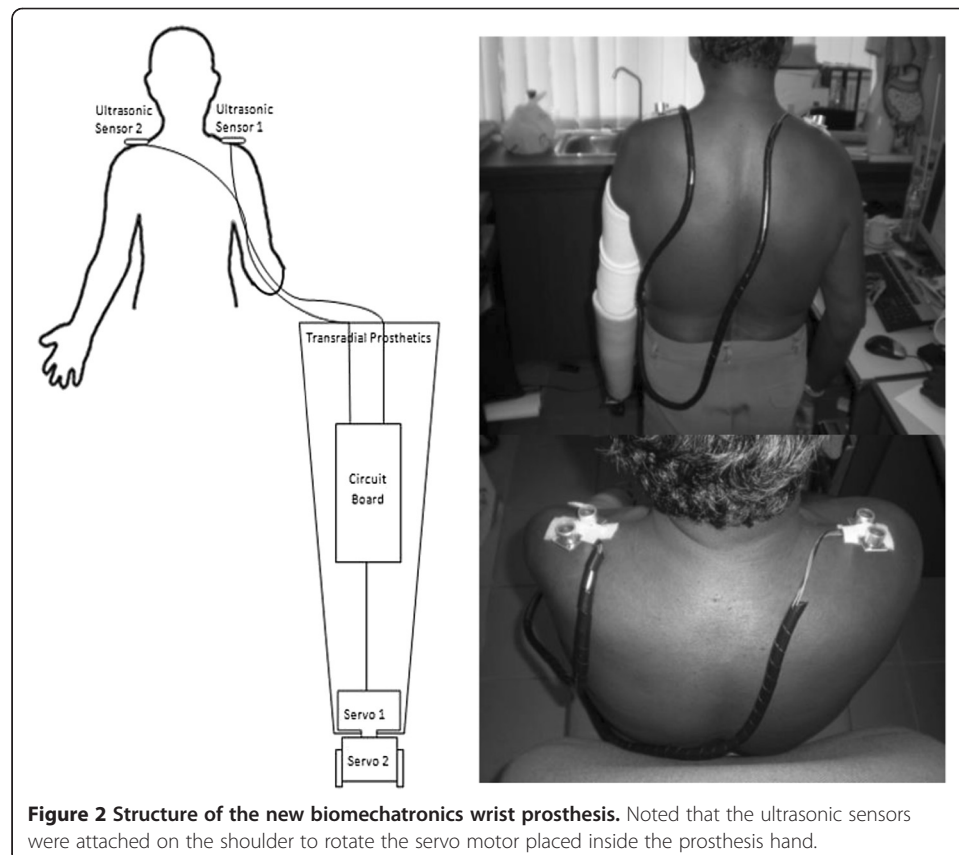 Ultrasonic
Sensor 2
Ultrasonic
Sensor 1
Transradial Prosthetics
Circuit
Board
Servo 1
Servo 2
Figure 2 Structure of the new biomechatronics wrist prosthesis. Noted that the ultrasonic sensors
were attached on the shoulder to rotate the servo motor placed inside the prosthesis hand.